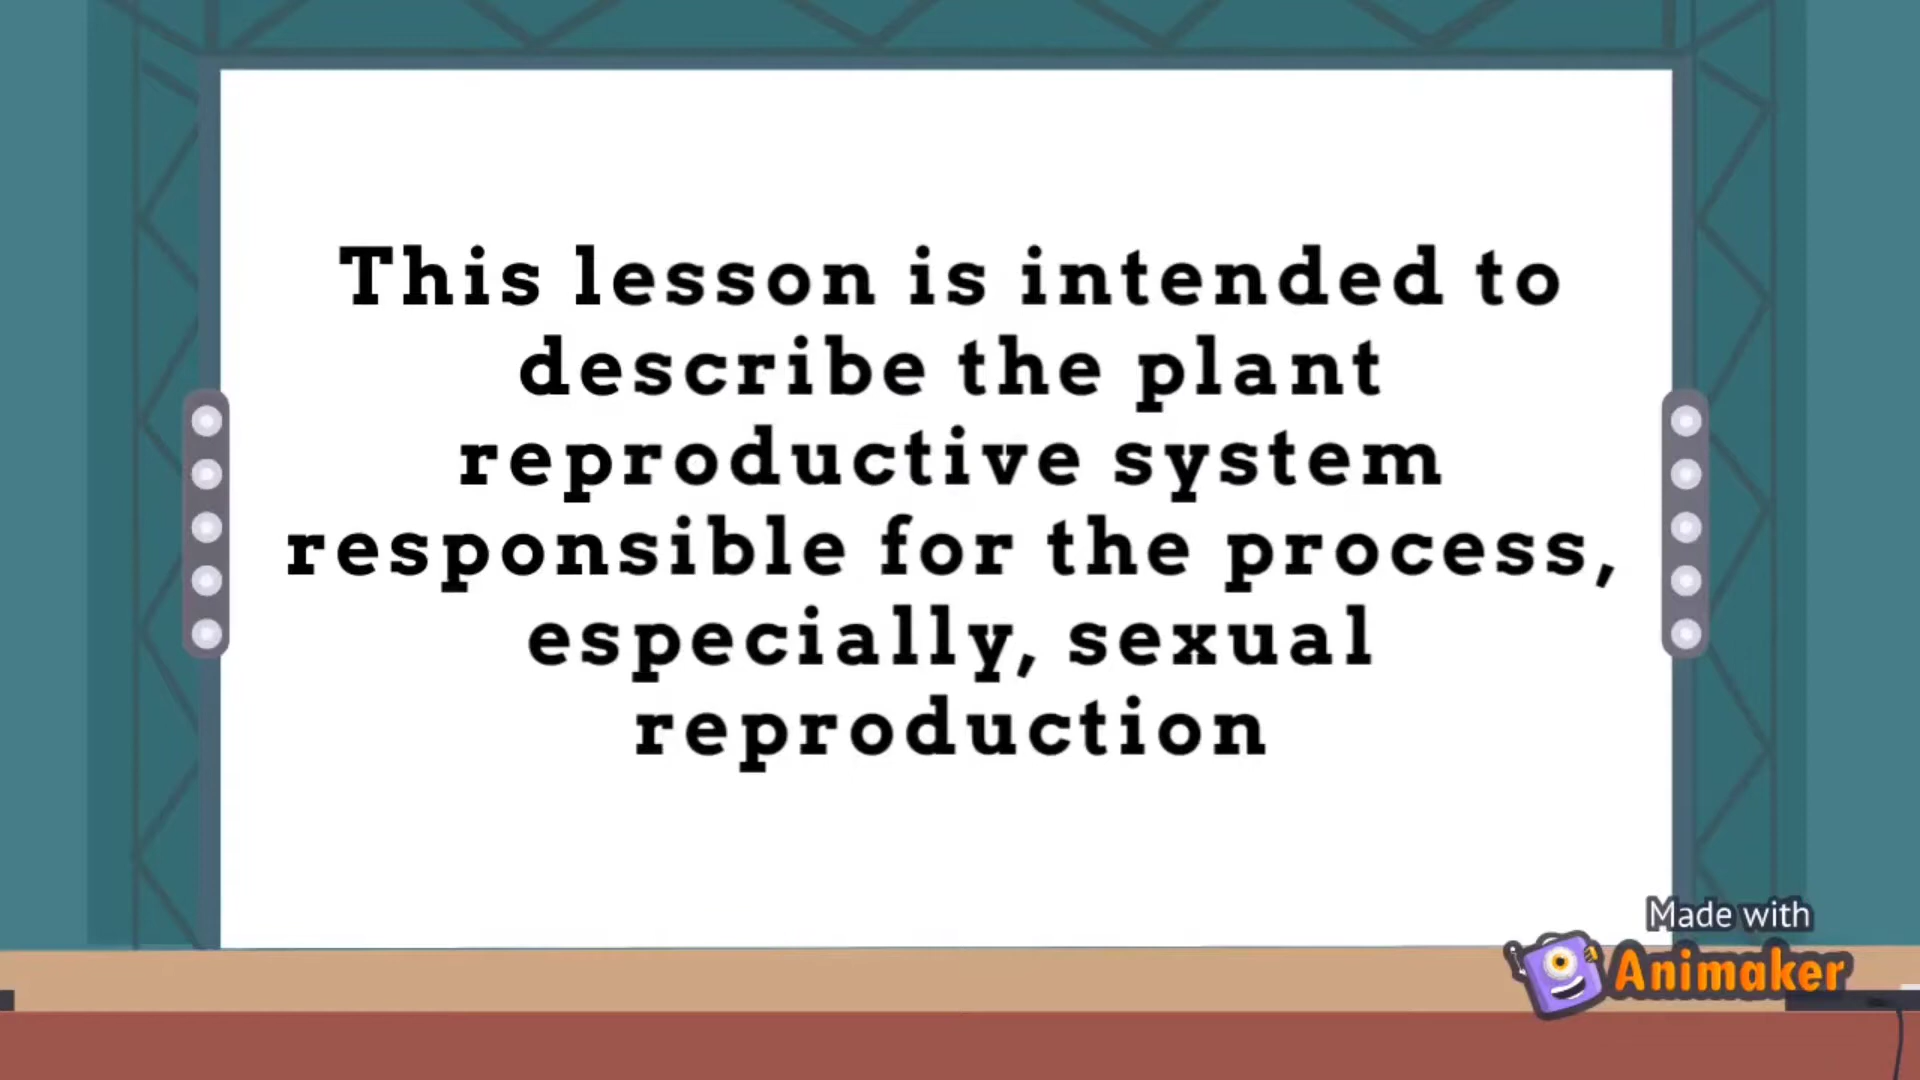 This lesson is intended to
describe the plant
reproductive system
responsible for the process,
especially, sexual
reproduction
Made with
Animaker